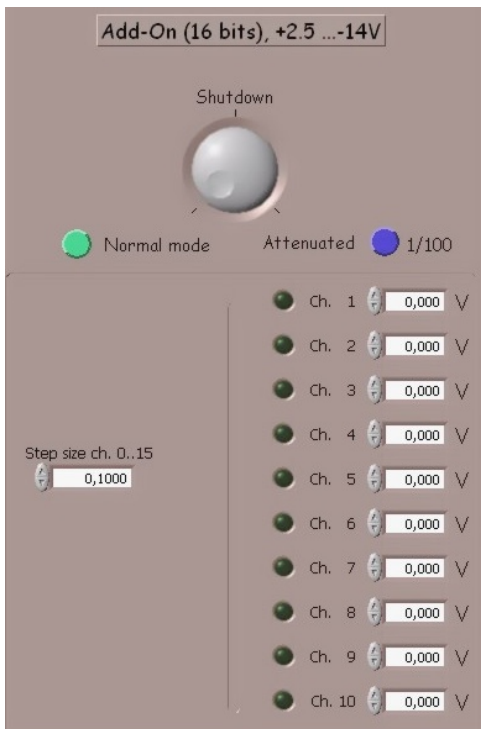 Add-On (16 bits), +2.5 ...-14V
Shutdown
Normal mode
Attenuated 1/100
Step size ch. 0..15
0,1000
Ch. 1 0,000 V
Ch. 2 0,000 V
Ch. 3 0,000 V
Ch. 4 0,000 V
Ch. 5 0,000 V
Ch. 6 0,000 V
Ch. 7 0,000 V
Ch. 8 0,000 V
Ch. 9 0,000 V
Ch. 10 0,000 V